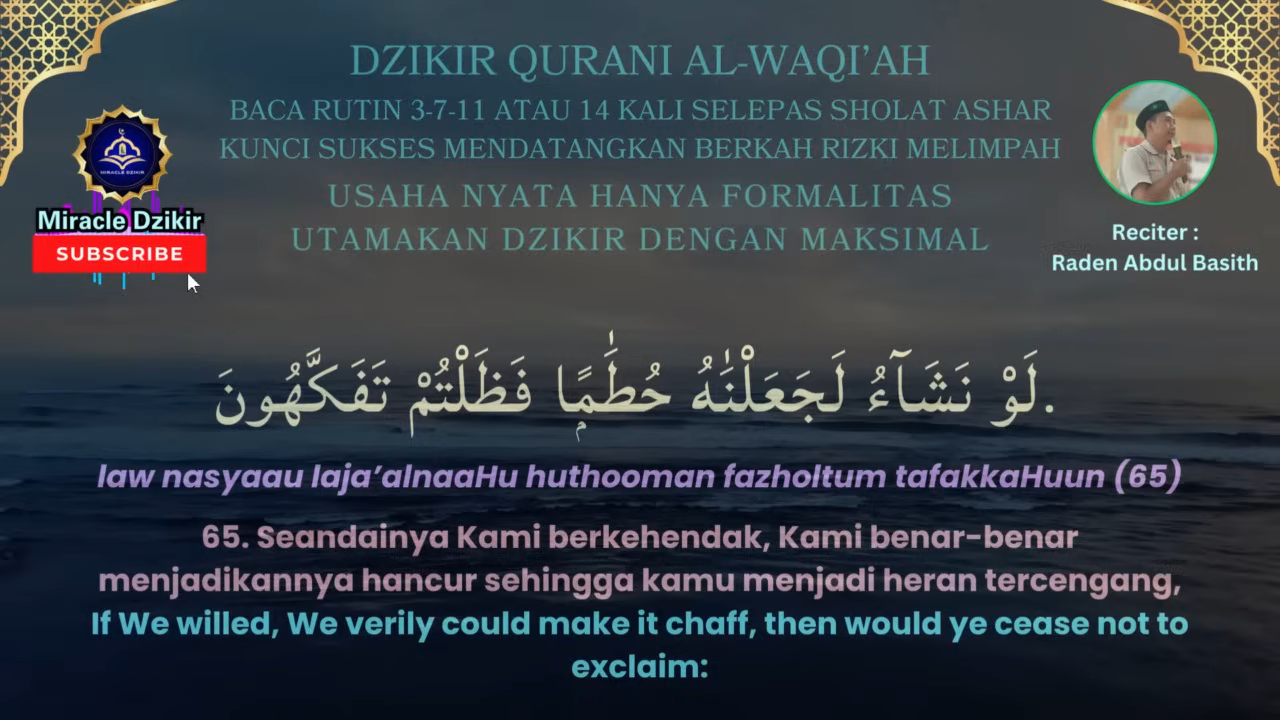 DZIKIR QURANI AL-WAQI'AH
BACA RUTIN 3-7-11 ATAU 14 KALI SELEPAS SHOLAT ASHAR
KUNCI SUKSES MENDATANGKAN BERKAH RIZKI MELIMPAH
USAHA NYATA HANYA FORMALITAS
UTAMAKAN DZIKIR DENGAN MAKSIMAL
MIRACLE DZIKIR
Miracle Dzikir
SUBSCRIBE
Reciter :
Raden Abdul Basith
لَوْ نَشَآءُ لَجَعَلْنَٰهُ حُطَٰمًۭا فَظَلْتُمْ تَفَكَّهُونَ.
law nasyaau laja’alnaaHu huthooman fazholtum tafakkaHuun (65)
65. Seandainya Kami berkehendak, Kami benar-benar
menjadikannya hancur sehingga kamu menjadi heran tercengang,
If We willed, We verily could make it chaff, then would ye cease not to
exclaim: